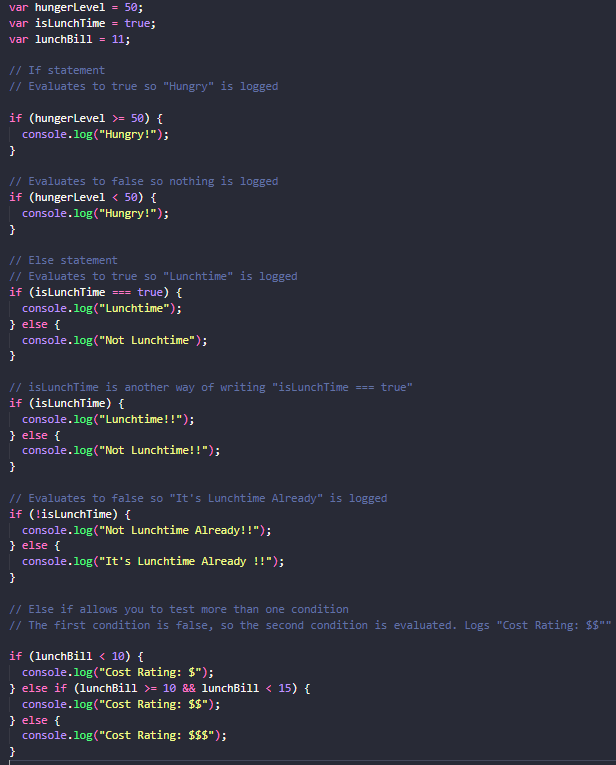 var hungerLevel = 50;
var isLunchTime = true;
var lunchBill = 11;
// If statement
// Evaluates to true so "Hungry" is logged
if (hungerLevel >= 50) {
console.log("Hungry!");
}
// Evaluates to false so nothing is logged
if (hungerLevel < 50) {
console.log("Hungry!");
}
// Else statement
// Evaluates to true so "Lunchtime" is logged
if (isLunchTime === true) {
console.log("Lunchtime");
} else {
console.log("Not Lunchtime");
}
// isLunchTime is another way of writing "isLunchTime === true"
if (isLunchTime) {
console.log("Lunchtime!!");
} else {
console.log("Not Lunchtime!!");
}
// Evaluates to false so "It's Lunchtime Already" is logged
if (!isLunchTime) {
console.log("Not Lunchtime Already!!");
} else {
console.log("It's Lunchtime Already !!");
}
// Else if allows you to test more than one condition
// The first condition is false, so the second condition is evaluated. Logs "Cost Rating: $$""
if (lunchBill < 10) {
console.log("Cost Rating: $");
} else if (lunchBill >= 10 && lunchBill < 15) {
console.log("Cost Rating: $$");
} else {
console.log("Cost Rating: $$$");
}